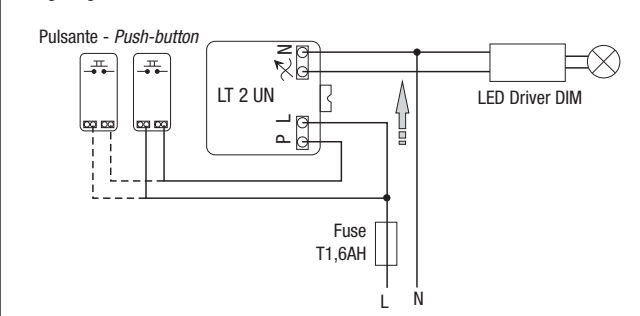 Pulsante - Push-button
N
LT 2 UN
L
P
LED Driver DIM
Fuse
T1,6AH
L
N